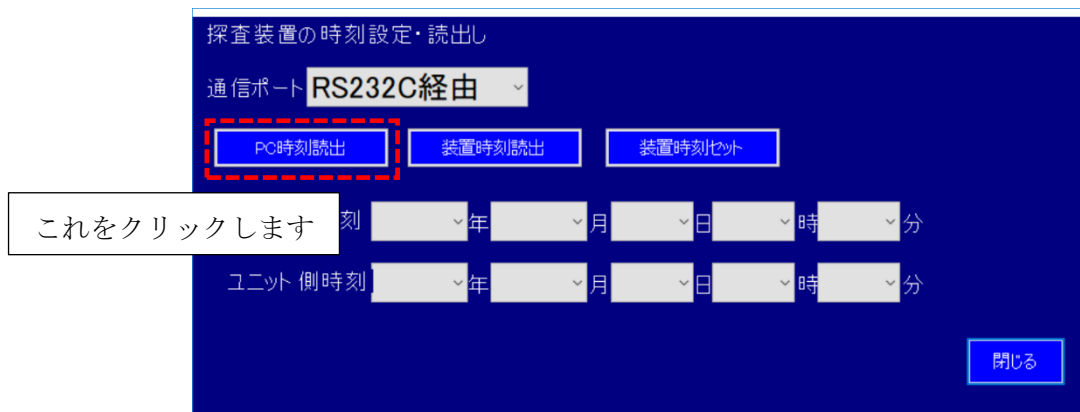 探査装置の時刻設定・読出し
通信ポート RS232C経由
PC時刻読出 装置時刻読出 装置時刻セット
これをクリックします
刻 年 月 日 時 分
ユニット側時刻 年 月 日 時 分
閉じる